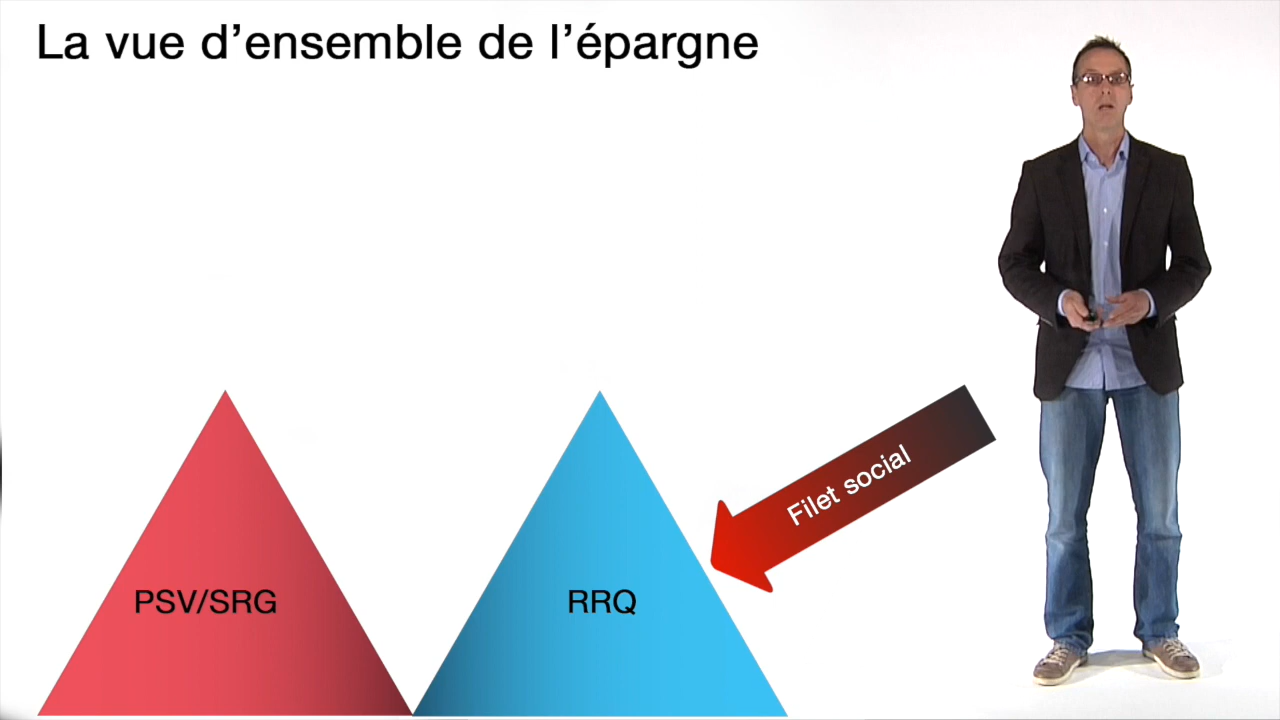 La vue d’ensemble de l’épargne
Filet social
PSV/SRG
RRQ